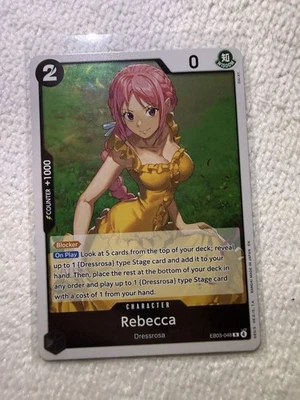 2
0
知
COUNTER +1000
Blocker
On Play Look at 5 cards from the top of your deck; reveal
up to 1 {Dressrosa} type Stage card and add it to your
hand. Then, place the rest at the bottom of your deck in
any order and play up to 1 {Dressrosa} type Stage card
with a cost of 1 from your hand.
CHARACTER
Rebecca
Dressrosa
EB03-048 R